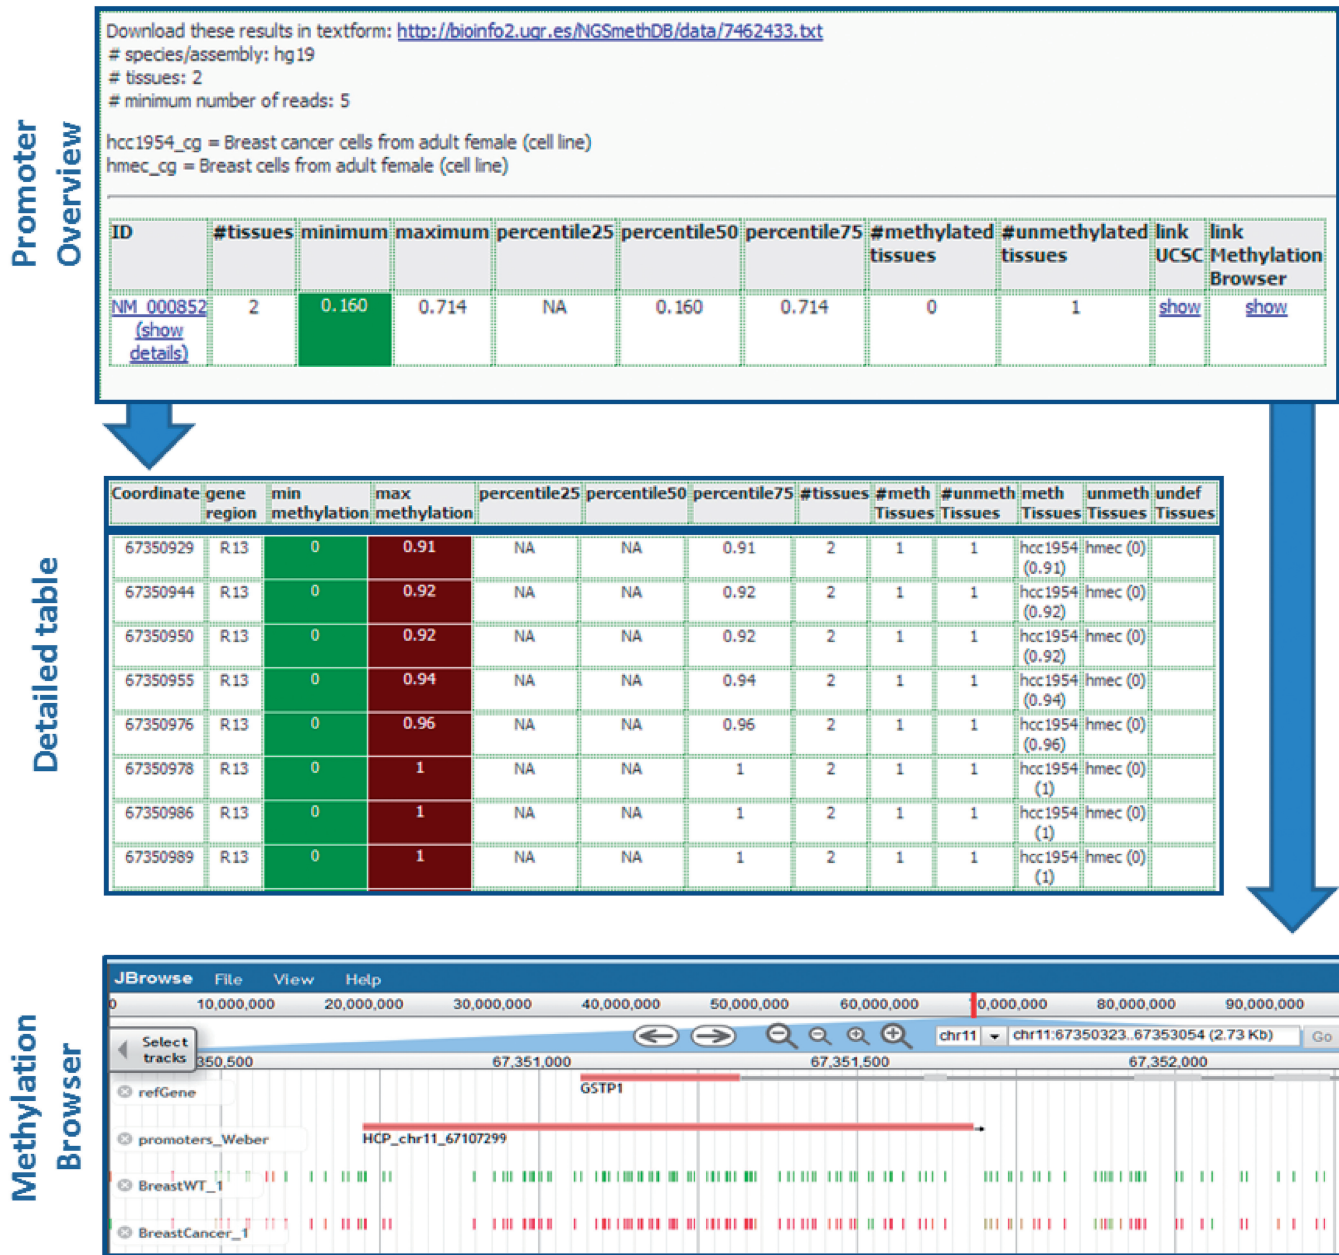 Promoter
Overview
Download these results in textform: http://bioinfo2.ugr.es/NGSmethDB/data/7462433.txt
# species/assembly: hg19
# tissues: 2
# minimum number of reads: 5
hcc1954_cg = Breast cancer cells from adult female (cell line)
hmec_cg = Breast cells from adult female (cell line)
ID #tissues minimum maximum percentile25 percentile50 percentile75 #methylated tissues #unmethylated tissues link UCSC link Methylation Browser
NM_000852 (show details) 2 0.160 0.714 NA 0.160 0.714 0 1 show show
Detailed table
Coordinate gene region min methylation max methylation percentile25 percentile50 percentile75 #tissues #meth Tissues #unmeth Tissues meth Tissues unmeth Tissues undef Tissues
67350929 R13 0 0.91 NA NA 0.91 2 1 1 hcc1954 (0.91) hmec (0)
67350944 R13 0 0.92 NA NA 0.92 2 1 1 hcc1954 (0.92) hmec (0)
67350950 R13 0 0.92 NA NA 0.92 2 1 1 hcc1954 (0.92) hmec (0)
67350955 R13 0 0.94 NA NA 0.94 2 1 1 hcc1954 (0.94) hmec (0)
67350976 R13 0 0.96 NA NA 0.96 2 1 1 hcc1954 (0.96) hmec (0)
67350978 R13 0 1 NA NA 1 2 1 1 hcc1954 (1) hmec (0)
67350986 R13 0 1 NA NA 1 2 1 1 hcc1954 (1) hmec (0)
67350989 R13 0 1 NA NA 1 2 1 1 hcc1954 (1) hmec (0)
Methylation
Browser
JBrowse File View Help
0 10,000,000 20,000,000 30,000,000 40,000,000 50,000,000 60,000,000 0,000,000 80,000,000 90,000,000
Select tracks
chr11 chr11:67350323..67353054 (2.73 Kb) Go
350,500 67,351,000 67,351,500 67,352,000
refGene
GSTP1
promoters_Weber
HCP_chr11_67107299
BreastWT_1
BreastCancer_1